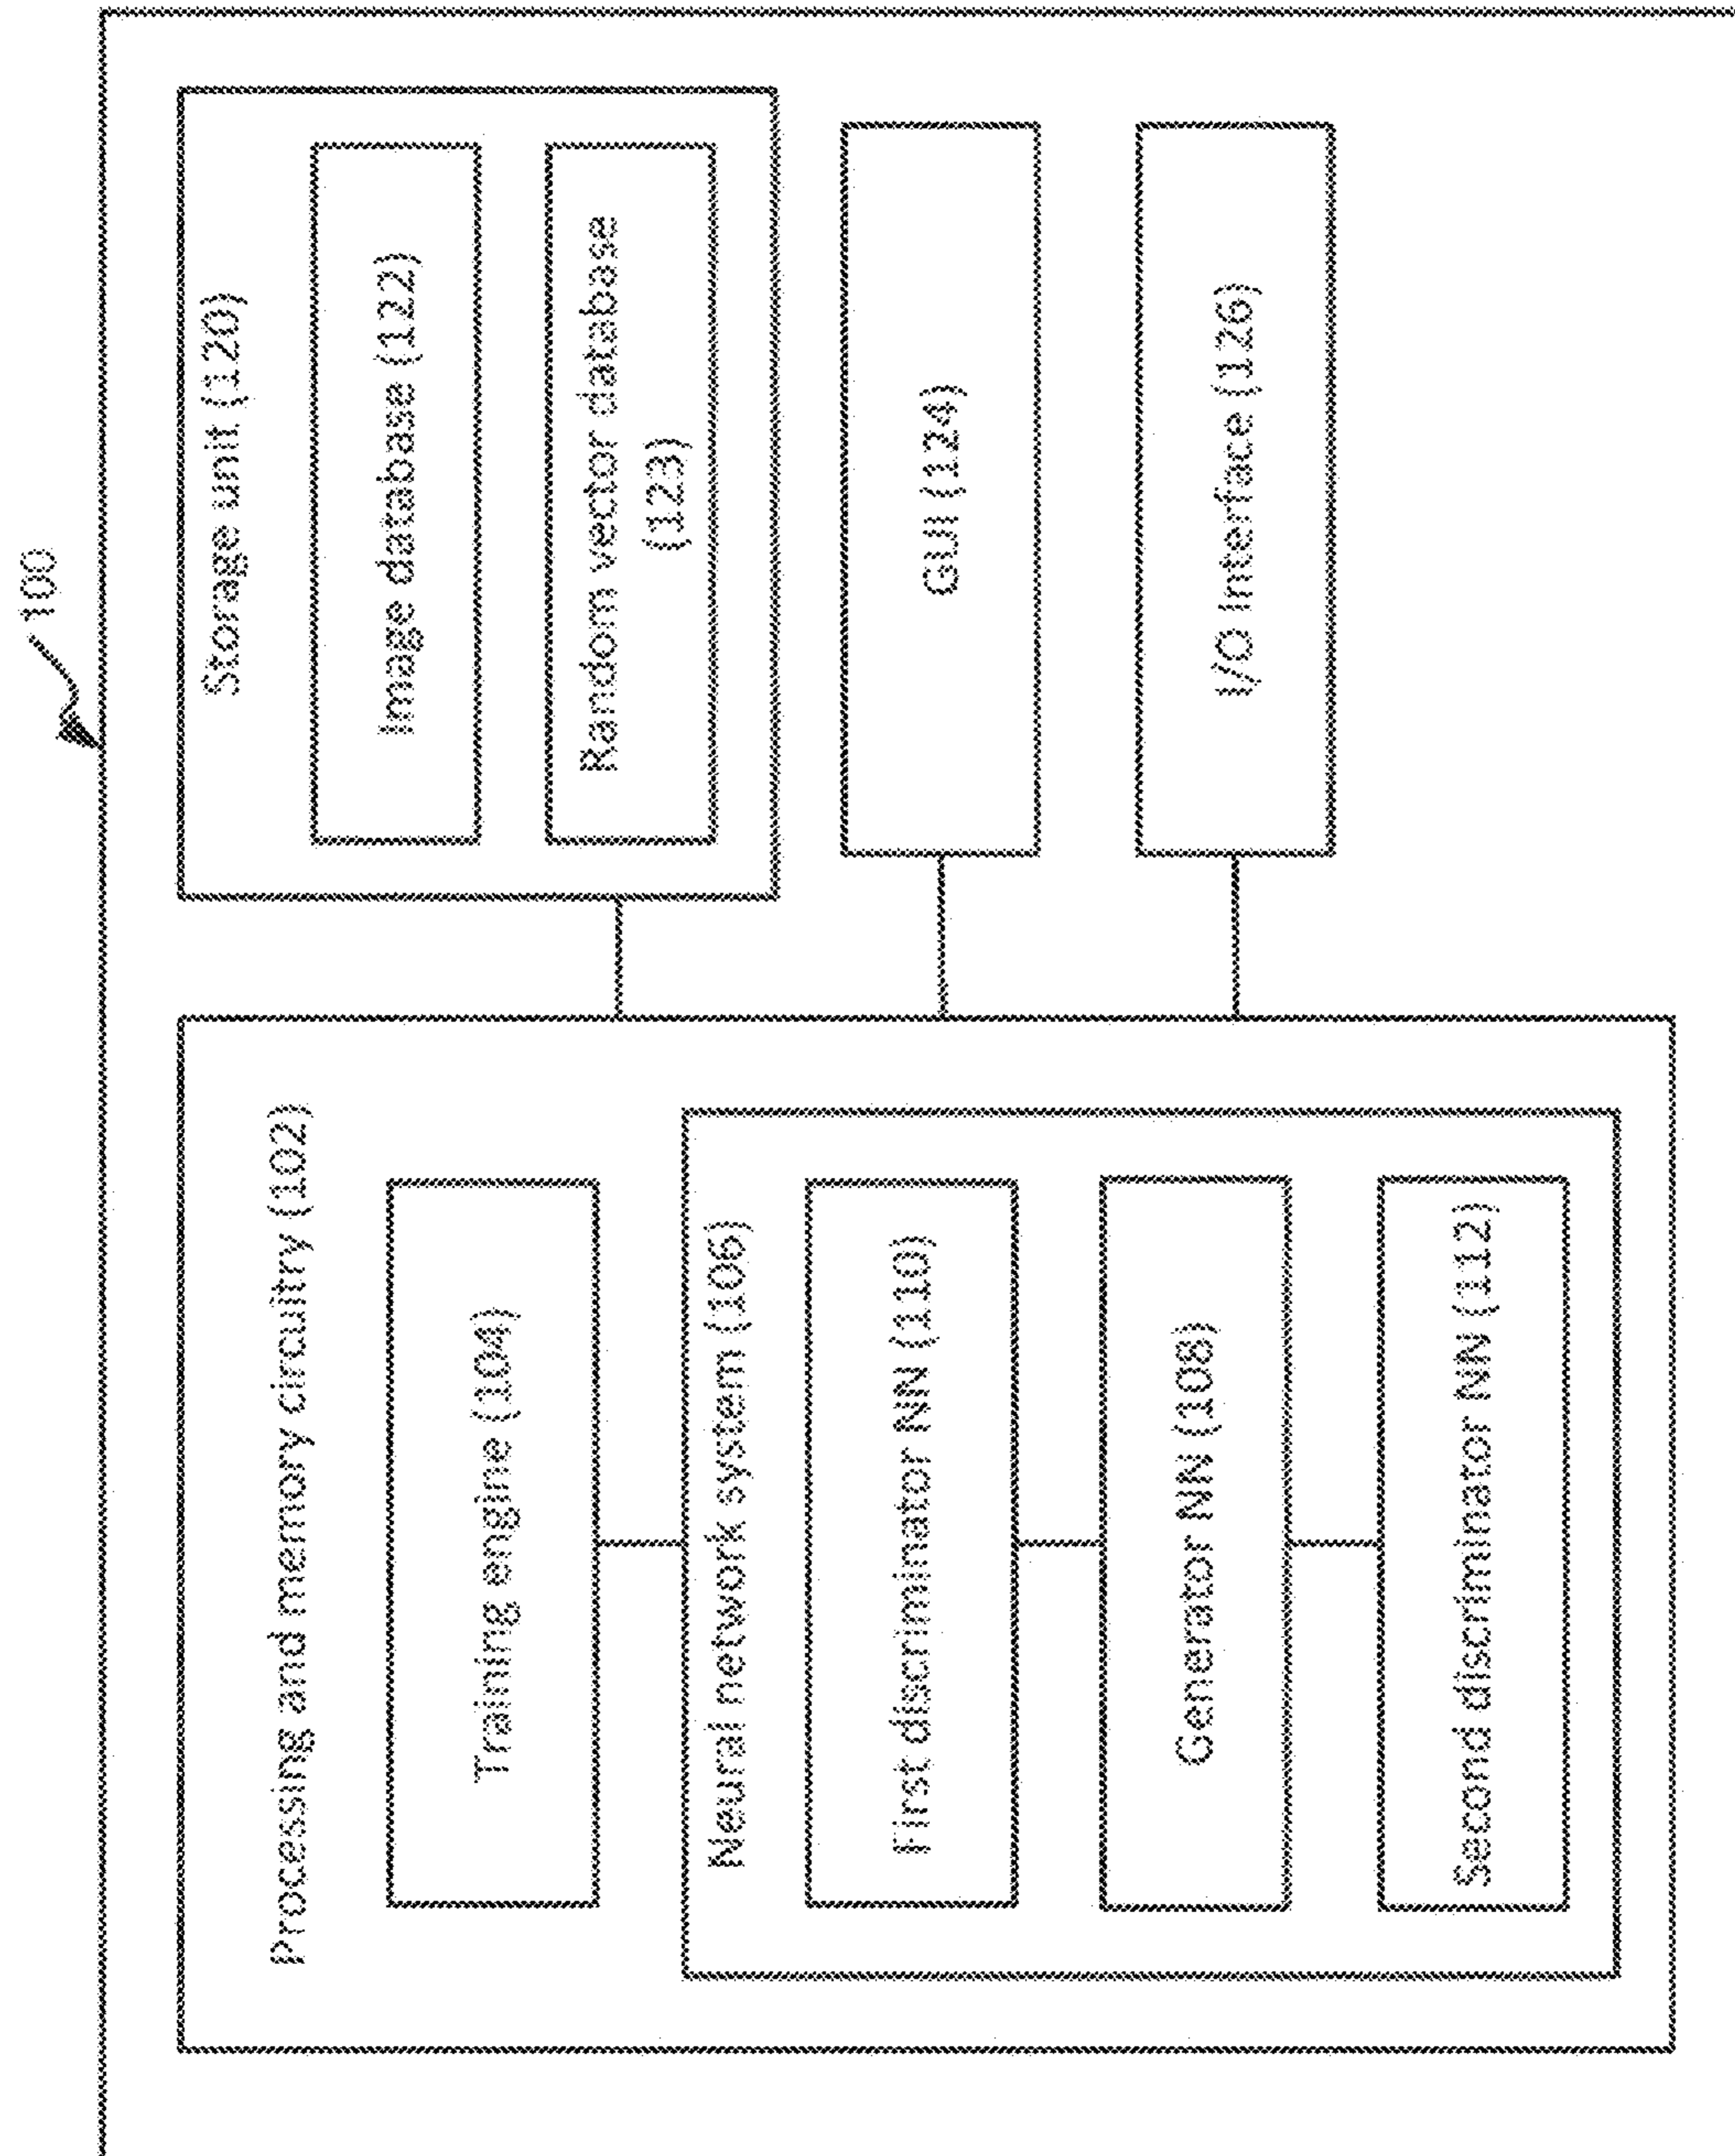 100
Processing and memory circuitry (102)
Training engine (104)
Neural network system (106)
First discriminator NN (110)
Generator NN (108)
Second discriminator NN (112)
Storage unit (120)
Image database (122)
Random vector database
(123)
GUI (124)
I/O Interface (126)